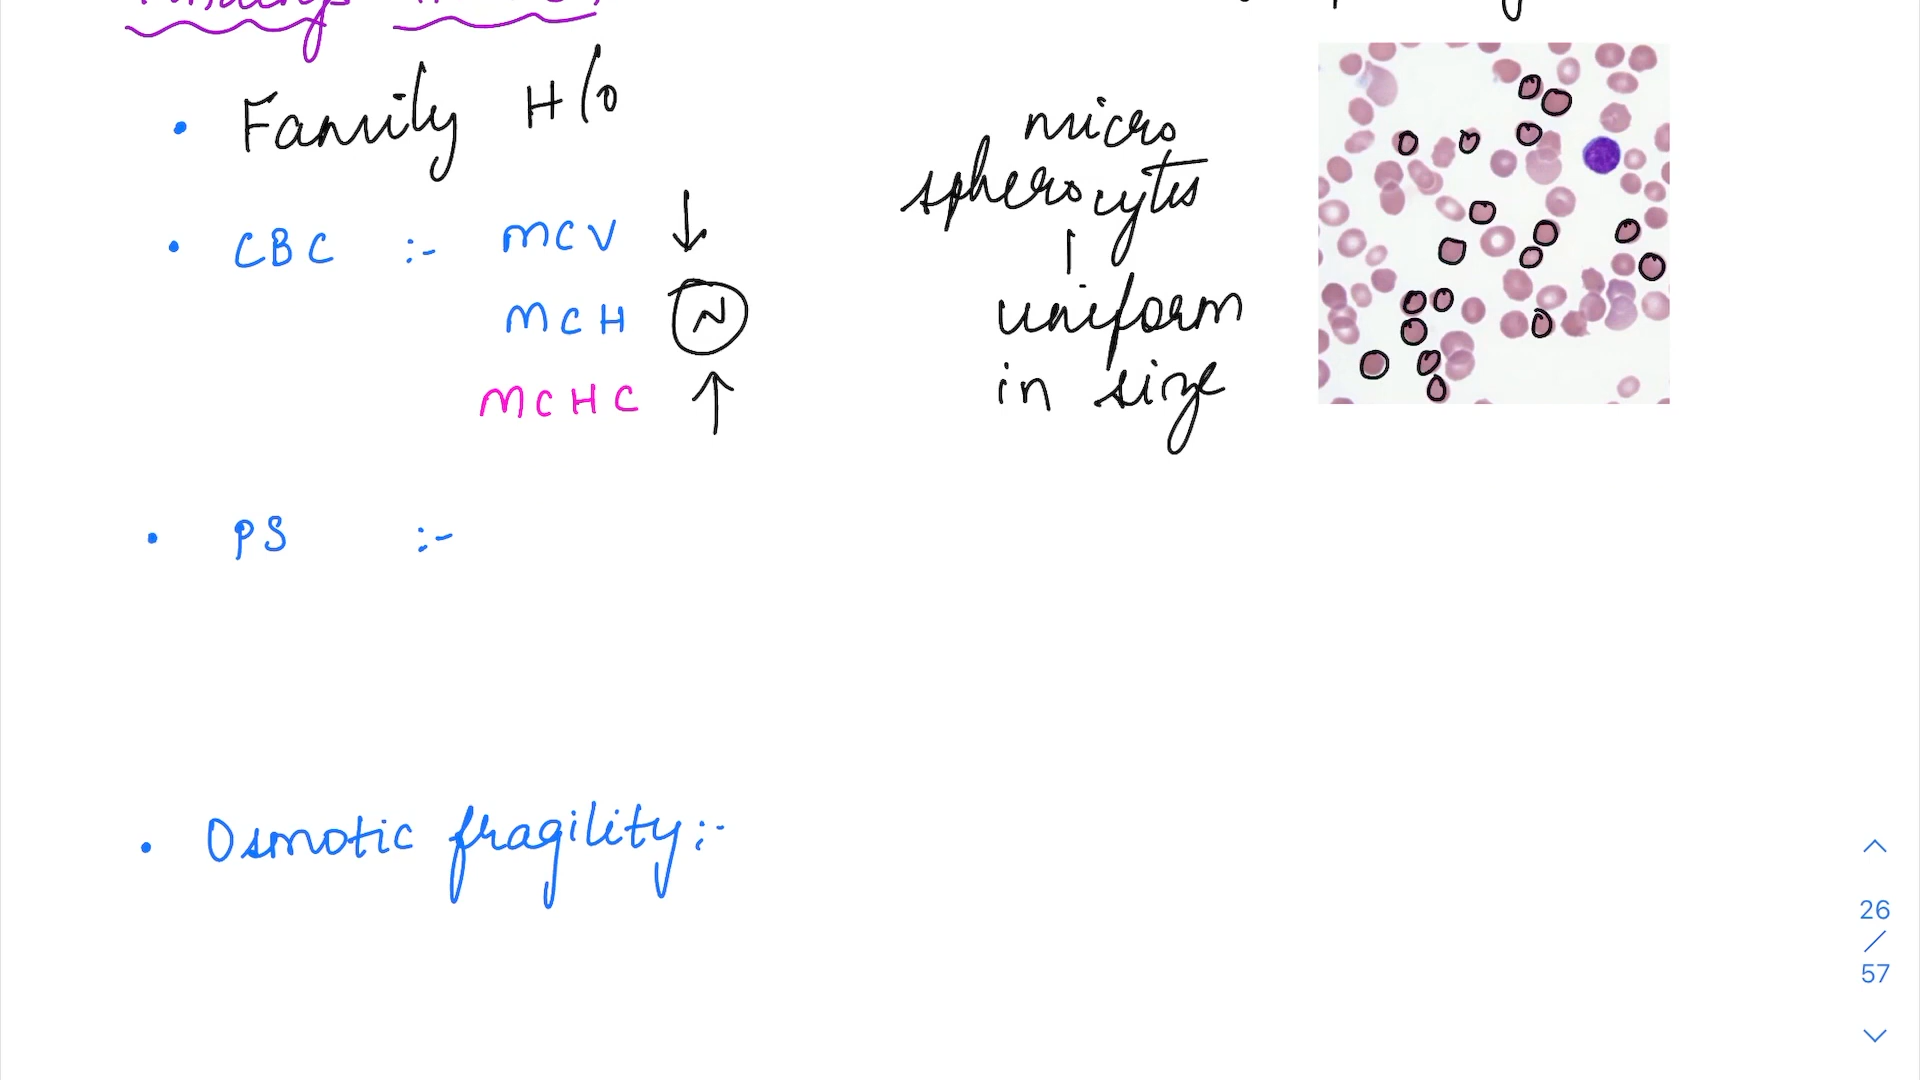 • Family H/o
• CBC :- MCV ↓
MCH (N)
MCHC ↑
micro
spherocytes
|
uniform
in size
• PS :-
• Osmotic fragility :-
26
/
57